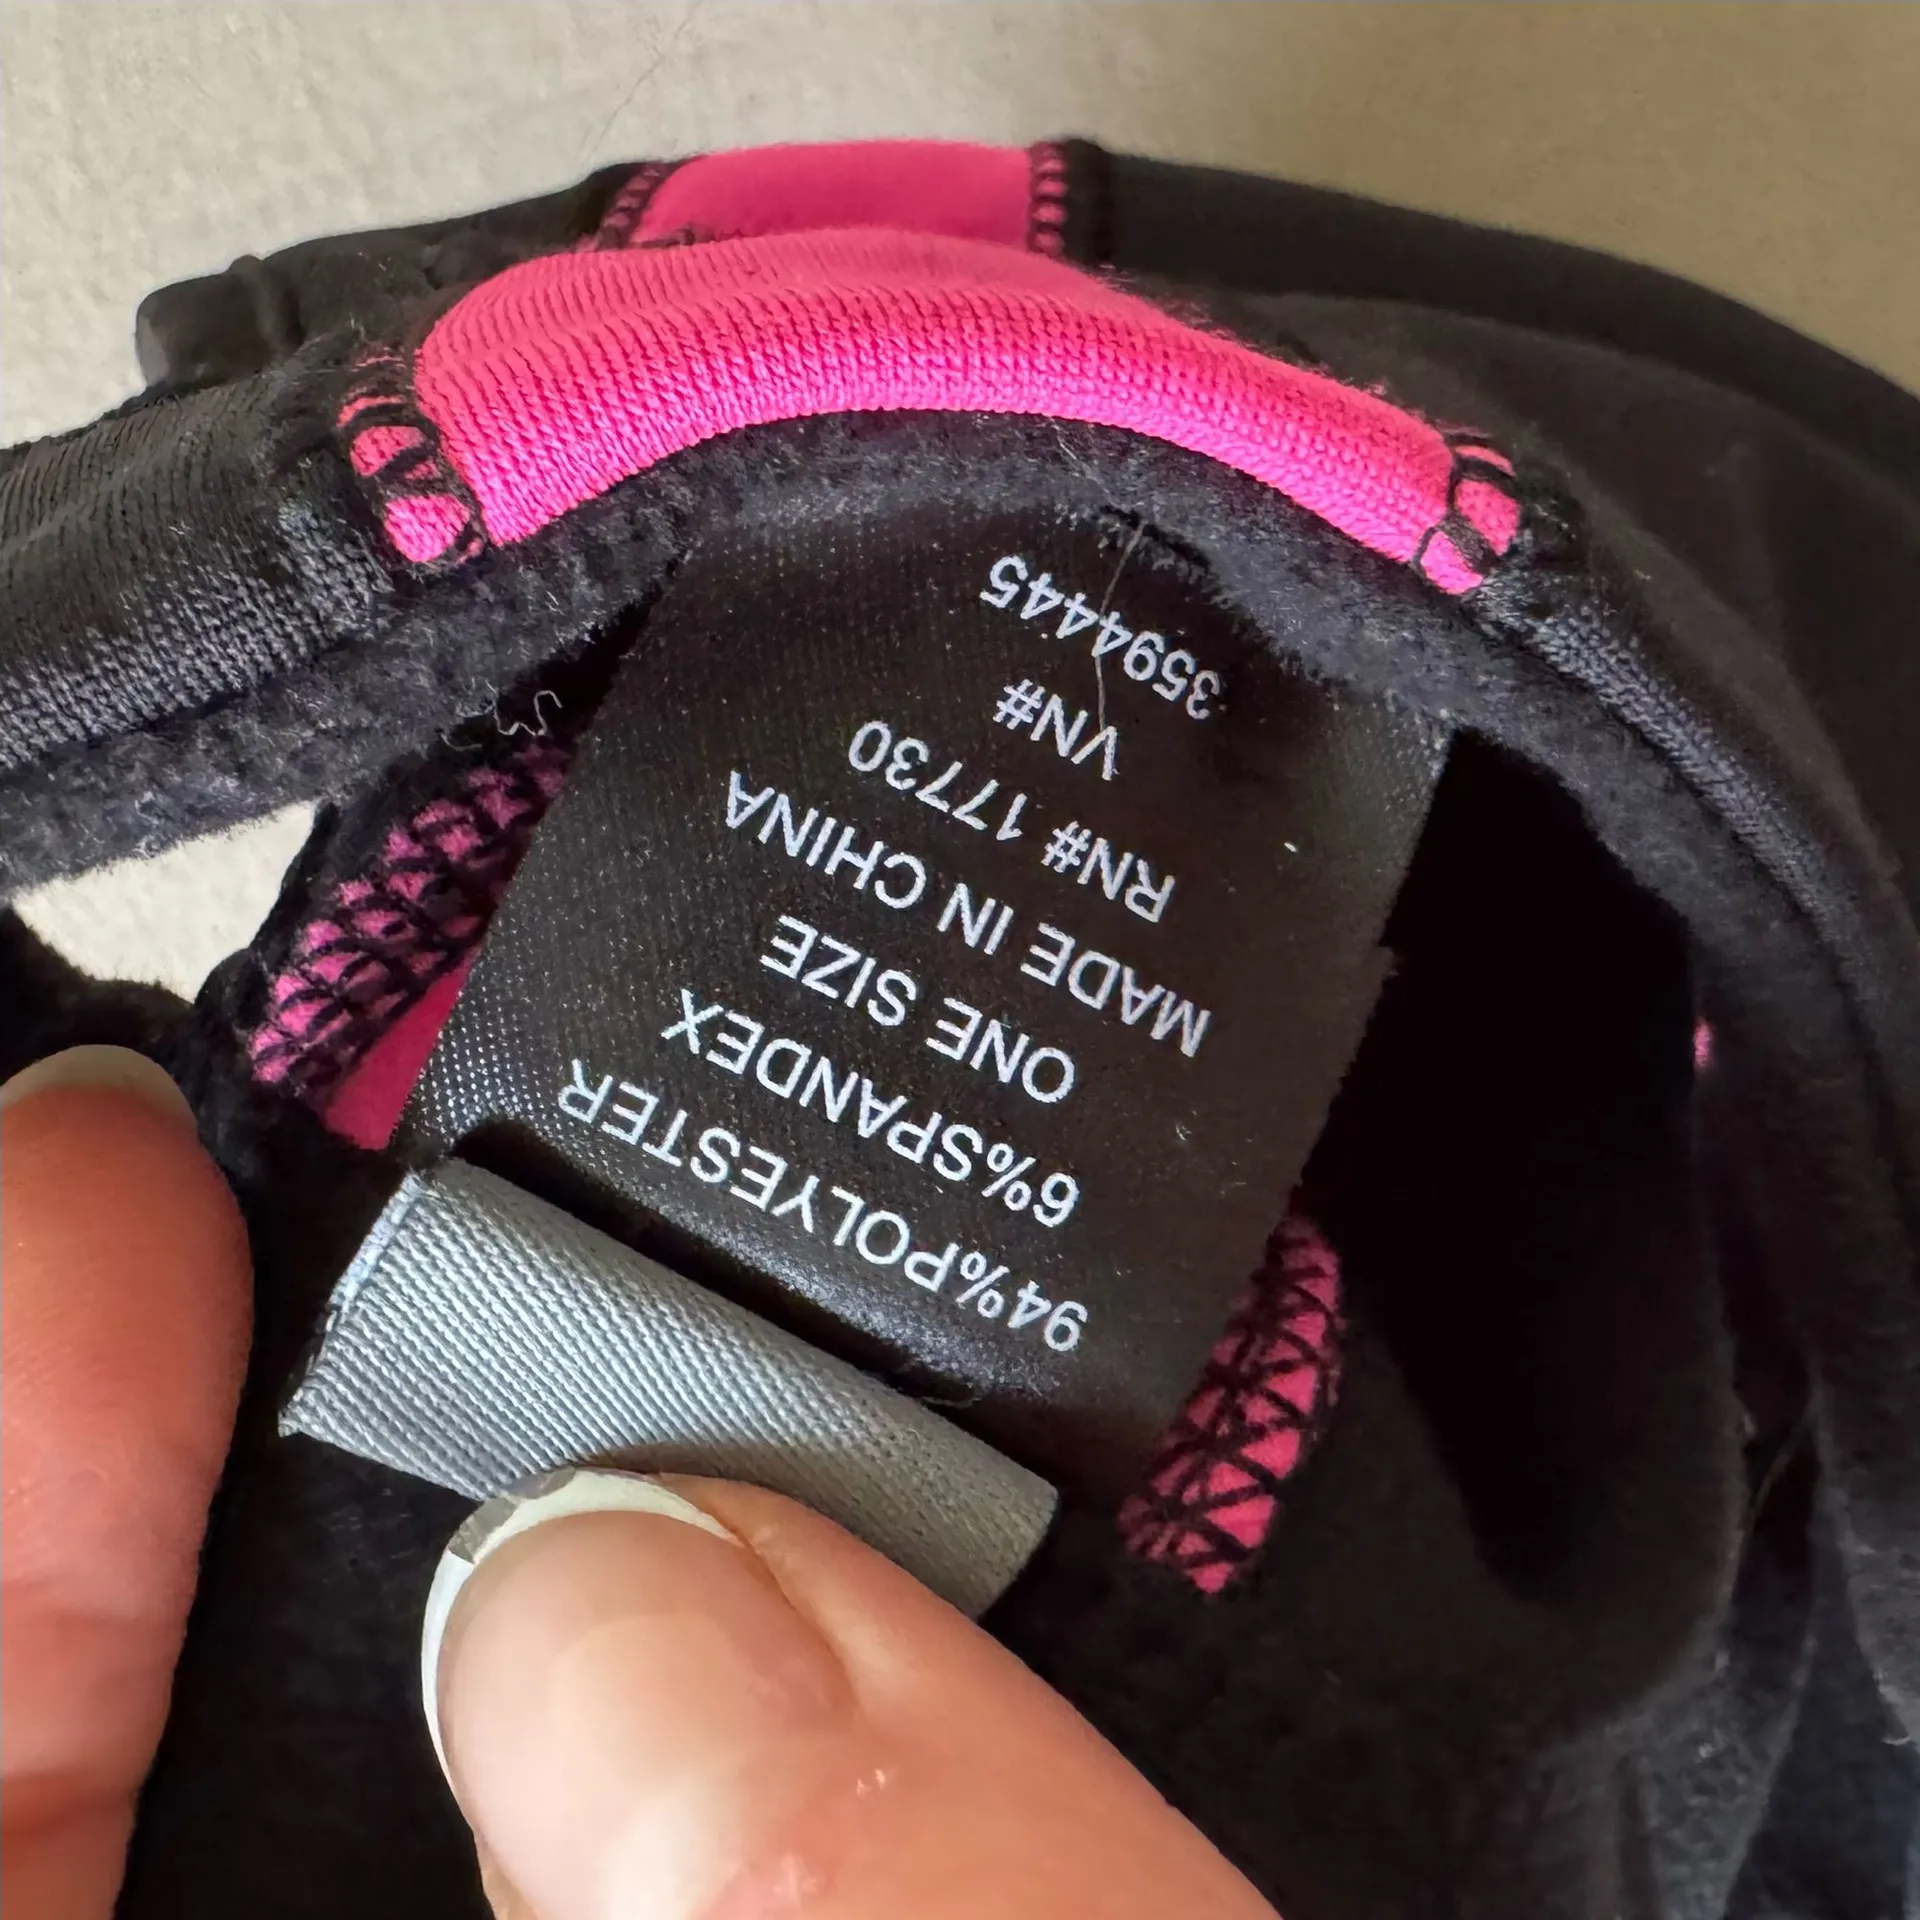 94%POLYESTER
6%SPANDEX
ONE SIZE
MADE IN CHINA
RN# 17730
VN#
3594445